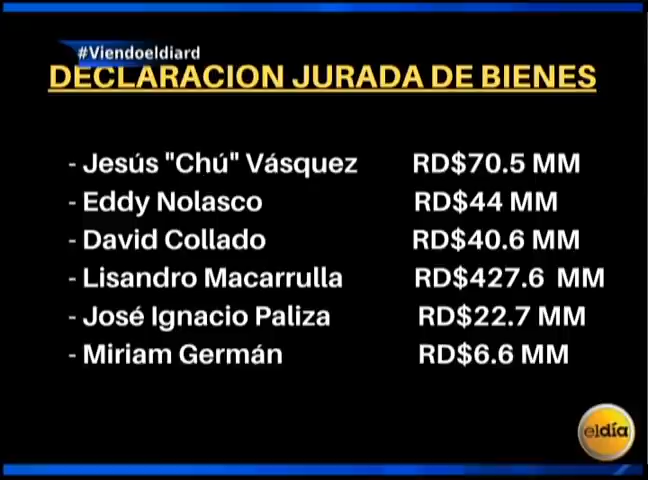 #Viendoeldiard
DECLARACION JURADA DE BIENES
- Jesús "Chú" Vásquez RD$70.5 MM
- Eddy Nolasco RD$44 MM
- David Collado RD$40.6 MM
- Lisandro Macarrulla RD$427.6 MM
- José Ignacio Paliza RD$22.7 MM
- Miriam Germán RD$6.6 MM
eldía